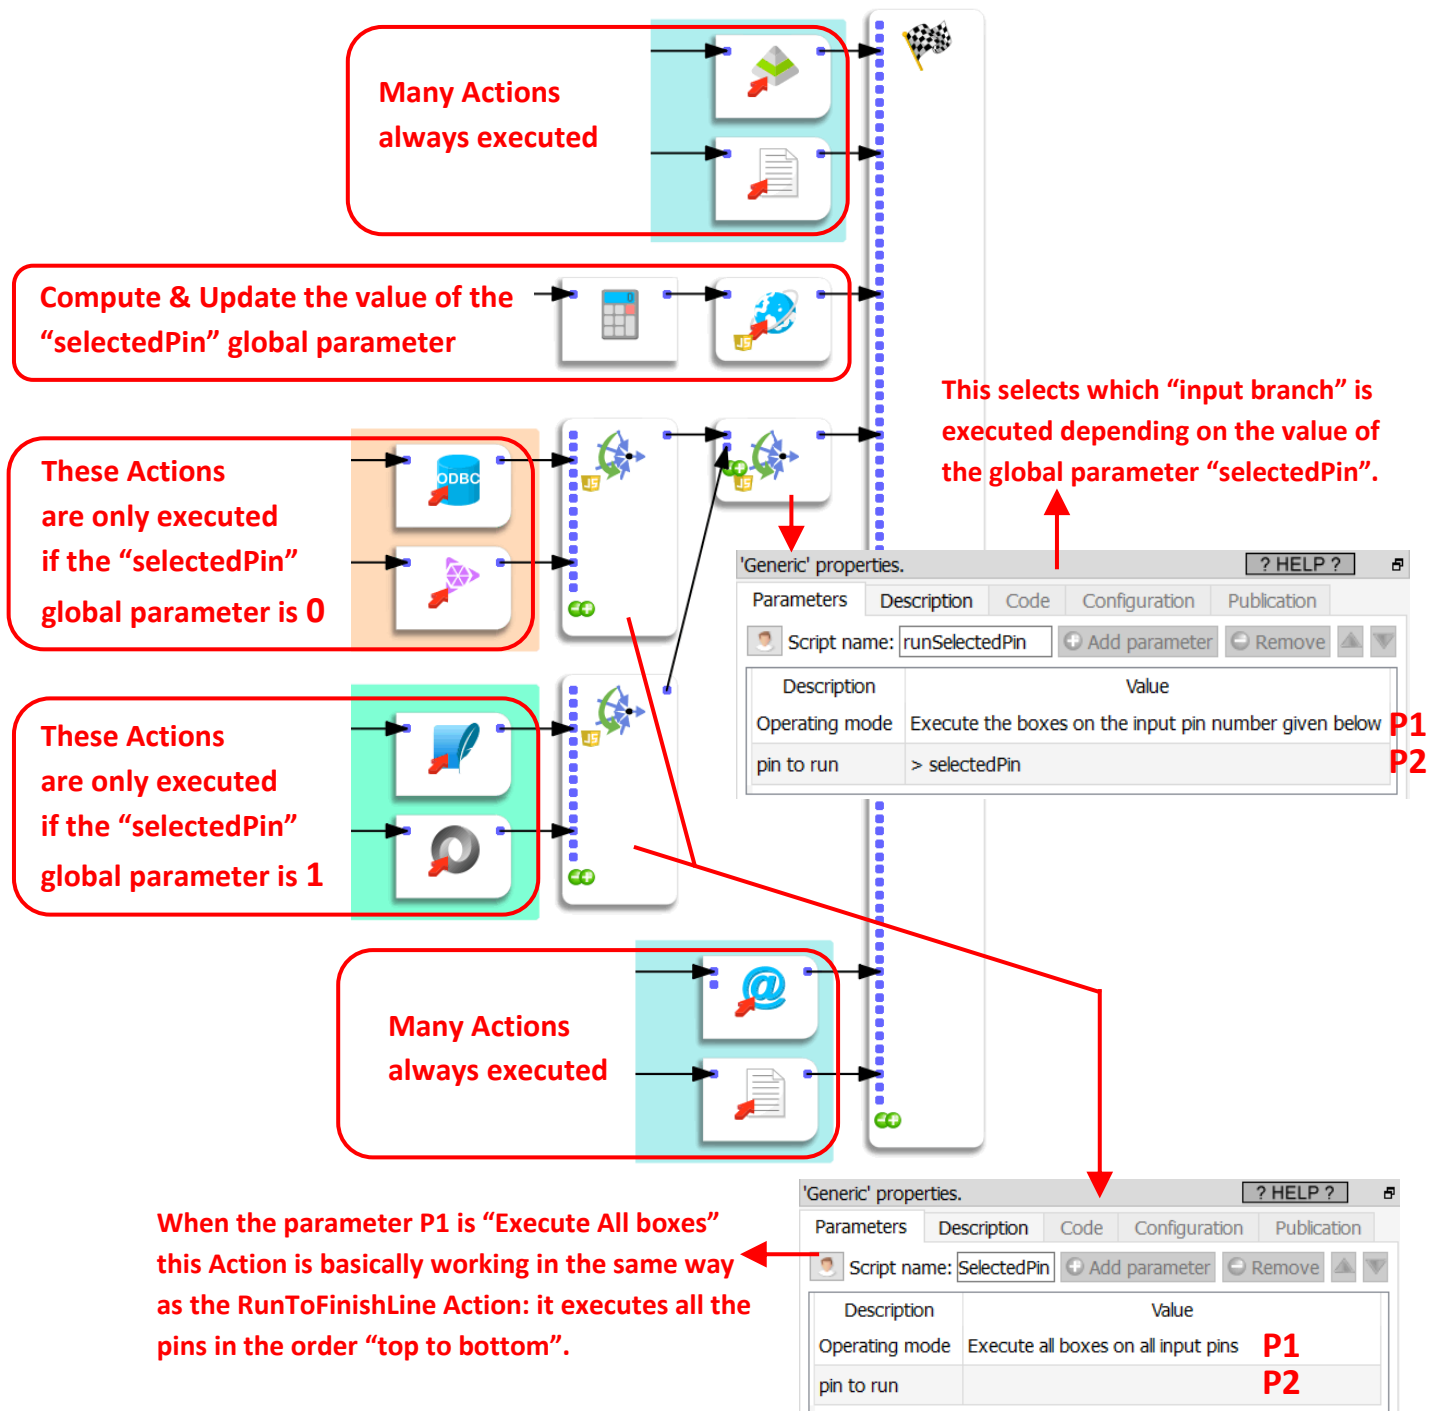 Many Actions
always executed
Compute & Update the value of the
“selectedPin” global parameter
JS
This selects which “input branch” is
executed depending on the value of
the global parameter “selectedPin”.
These Actions
are only executed
if the “selectedPin”
global parameter is 0
ODBC
JS
JS
'Generic' properties.
? HELP ?
Parameters Description Code Configuration Publication
Script name: runSelectedPin Add parameter Remove
Description Value
Operating mode Execute the boxes on the input pin number given below P1
pin to run > selectedPin P2
These Actions
are only executed
if the “selectedPin”
global parameter is 1
JS
Many Actions
always executed
@
When the parameter P1 is “Execute All boxes”
this Action is basically working in the same way
as the RunToFinishLine Action: it executes all the
pins in the order “top to bottom”.
'Generic' properties.
? HELP ?
Parameters Description Code Configuration Publication
Script name: SelectedPin Add parameter Remove
Description Value
Operating mode Execute all boxes on all input pins P1
pin to run P2